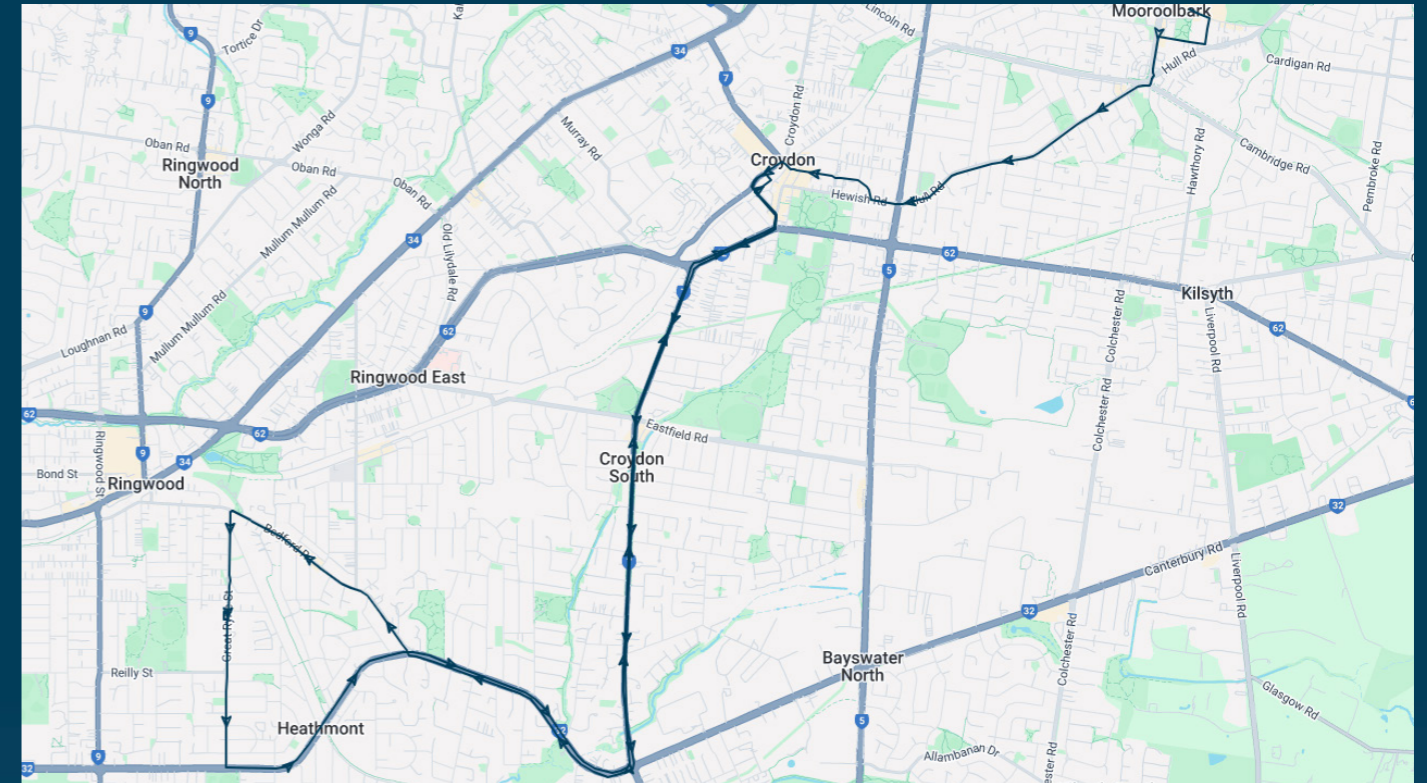 Mooroolbark
Lincoln Rd
Tortice Dr
9
34
Hull Rd
Cardigan Rd
7
9
Croydon Rd
Wonga Rd
Murray Rd
Oban Rd
Ringwood
North
Oban Rd
Croydon
Hawthory Rd
Cambridge Rd
Pembroke Rd
Oban Rd
Hewish Rd
Hull Rd
Mullum Mullum Rd
34
Old Lilydale Rd
62
5
Kilsyth
Mullum Mullum Rd
9
Loughnan Rd
62
Colchester Rd
Liverpool Rd
62
Ringwood East
62
62
Ringwood St
9
34
Eastfield Rd
Croydon
South
Colchester Rd
Bond St
Ringwood
32
Bedford Rd
Canterbury Rd
Great Ryrie St
Liverpool Rd
32
Colchester Rd
Reilly St
Bayswater
North
Glasgow Rd
Heathmont
5
9
32
Allambanan Dr